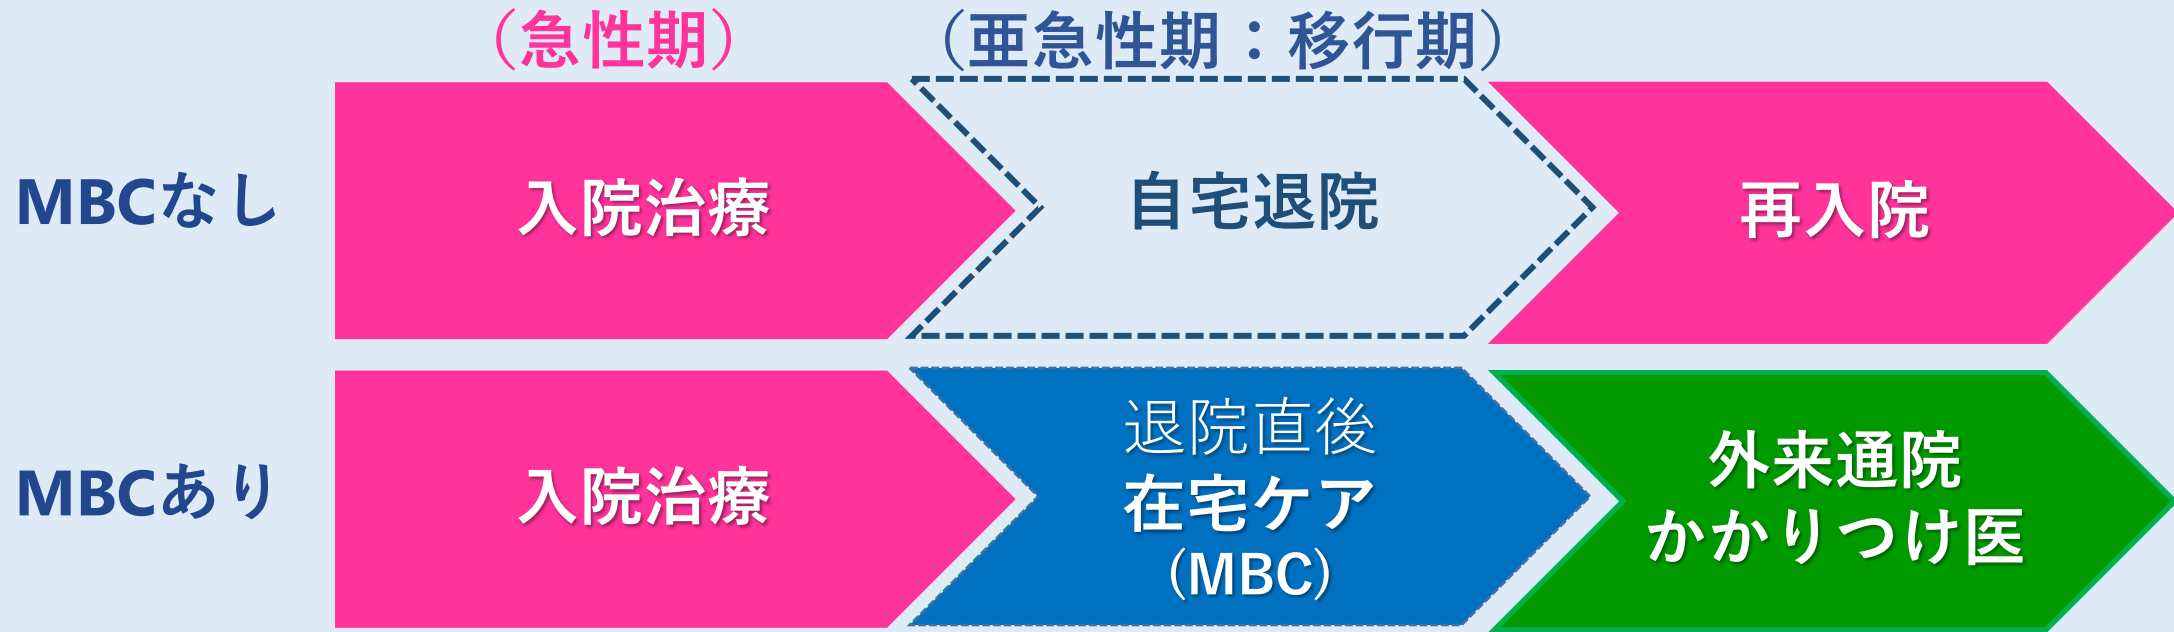 （急性期）
（亜急性期：移行期）
MBCなし
入院治療
自宅退院
再入院
MBCあり
入院治療
退院直後
在宅ケア
(MBC)
外来通院
かかりつけ医